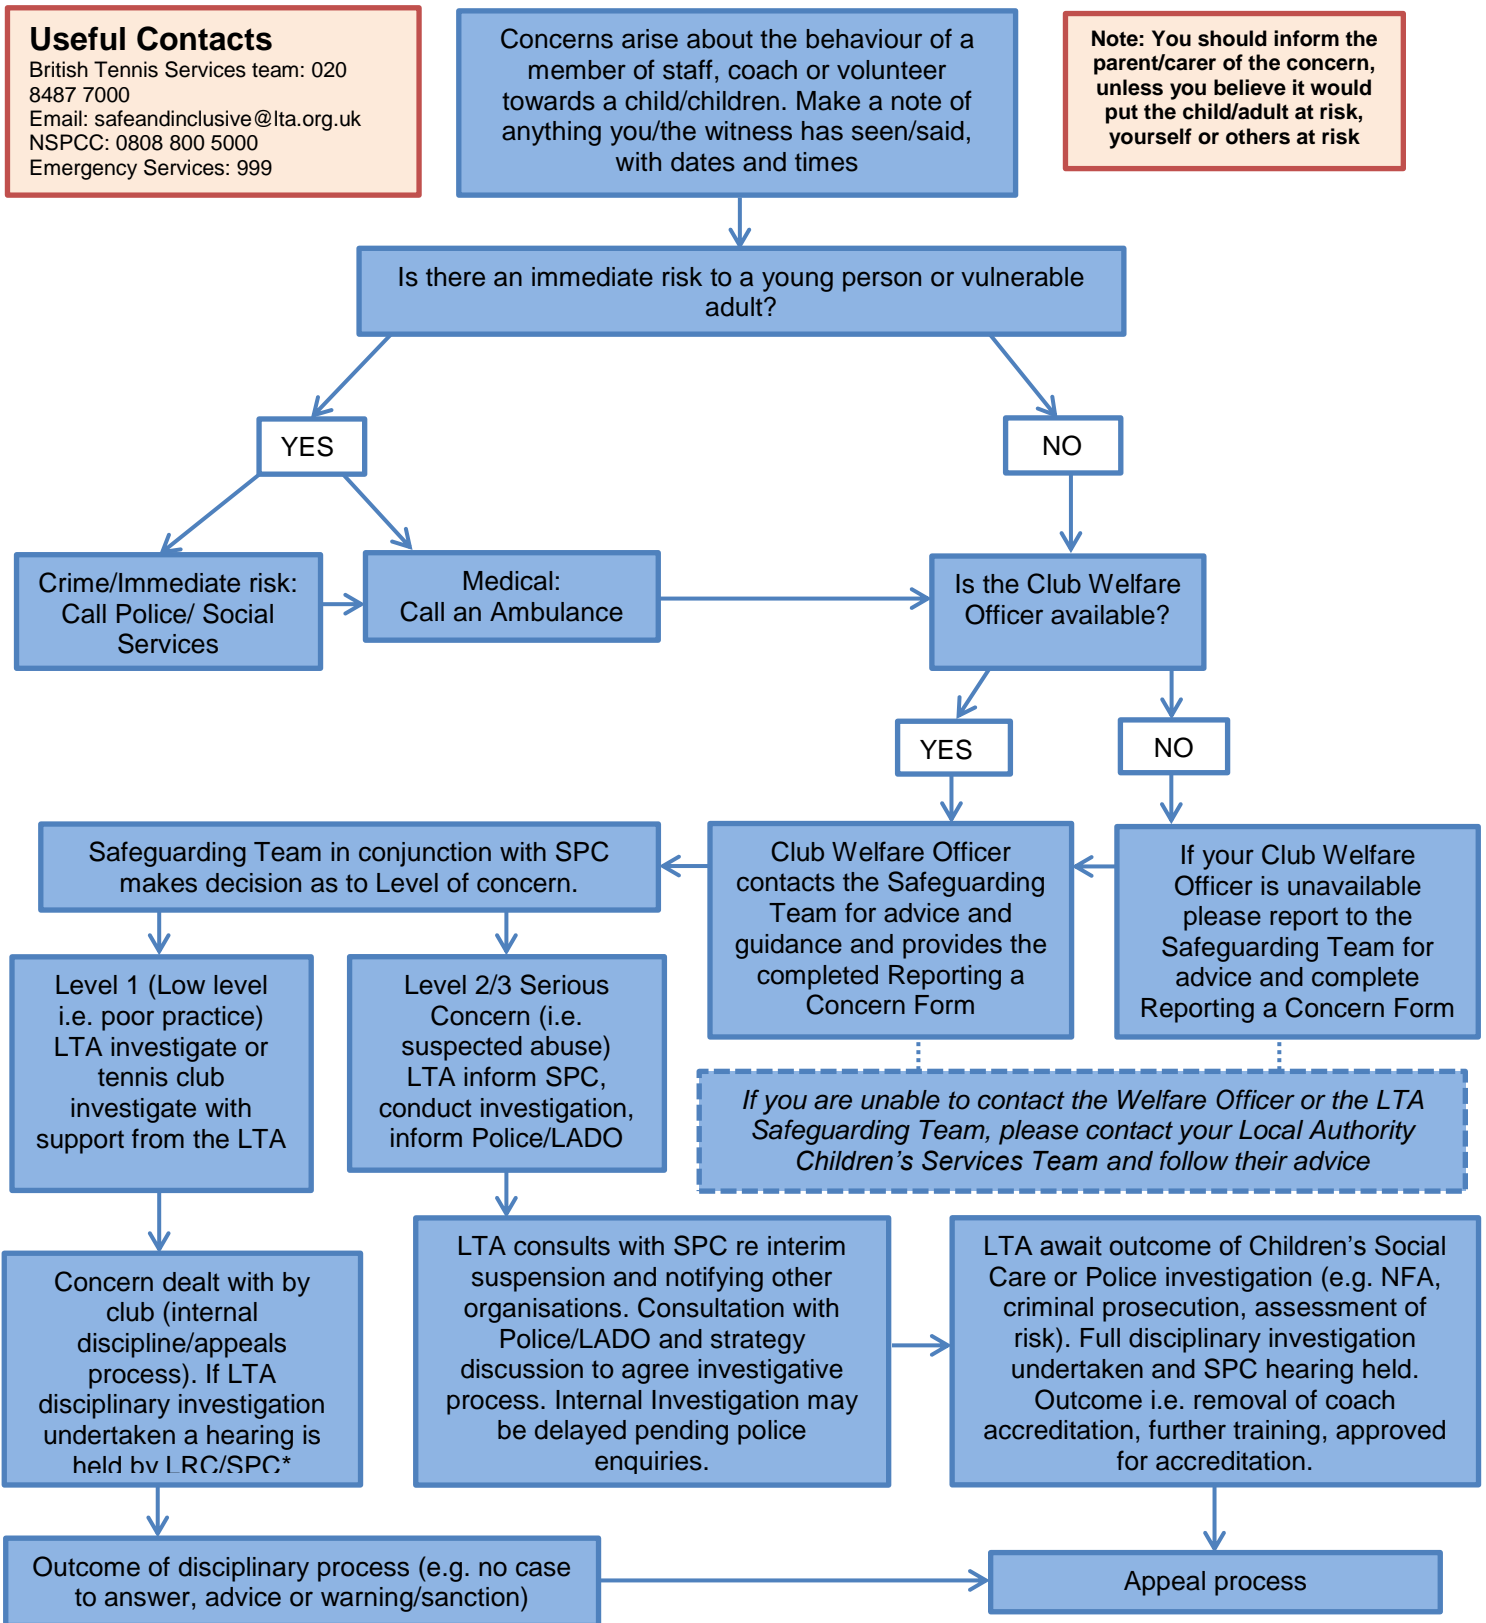 Useful Contacts
British Tennis Services team: 020
8487 7000
Email: safeandinclusive@lta.org.uk
NSPCC: 0808 800 5000
Emergency Services: 999
Concerns arise about the behaviour of a
member of staff, coach or volunteer
towards a child/children. Make a note of
anything you/the witness has seen/said,
with dates and times
Note: You should inform the
parent/carer of the concern,
unless you believe it would
put the child/adult at risk,
yourself or others at risk
Is there an immediate risk to a young person or vulnerable
adult?
YES
NO
Crime/Immediate risk:
Call Police/ Social
Services
Medical:
Call an Ambulance
Is the Club Welfare
Officer available?
YES
NO
Safeguarding Team in conjunction with SPC
makes decision as to Level of concern.
Club Welfare Officer
contacts the Safeguarding
Team for advice and
guidance and provides the
completed Reporting a
Concern Form
If your Club Welfare
Officer is unavailable
please report to the
Safeguarding Team for
advice and complete
Reporting a Concern Form
Level 1 (Low level
i.e. poor practice)
LTA investigate or
tennis club
investigate with
support from the LTA
Level 2/3 Serious
Concern (i.e.
suspected abuse)
LTA inform SPC,
conduct investigation,
inform Police/LADO
If you are unable to contact the Welfare Officer or the LTA
Safeguarding Team, please contact your Local Authority
Children’s Services Team and follow their advice
Concern dealt with by
club (internal
discipline/appeals
process). If LTA
disciplinary investigation
undertaken a hearing is
held by LRC/SPC*
LTA consults with SPC re interim
suspension and notifying other
organisations. Consultation with
Police/LADO and strategy
discussion to agree investigative
process. Internal Investigation may
be delayed pending police
enquiries.
LTA await outcome of Children’s Social
Care or Police investigation (e.g. NFA,
criminal prosecution, assessment of
risk). Full disciplinary investigation
undertaken and SPC hearing held.
Outcome i.e. removal of coach
accreditation, further training, approved
for accreditation.
Outcome of disciplinary process (e.g. no case
to answer, advice or warning/sanction)
Appeal process